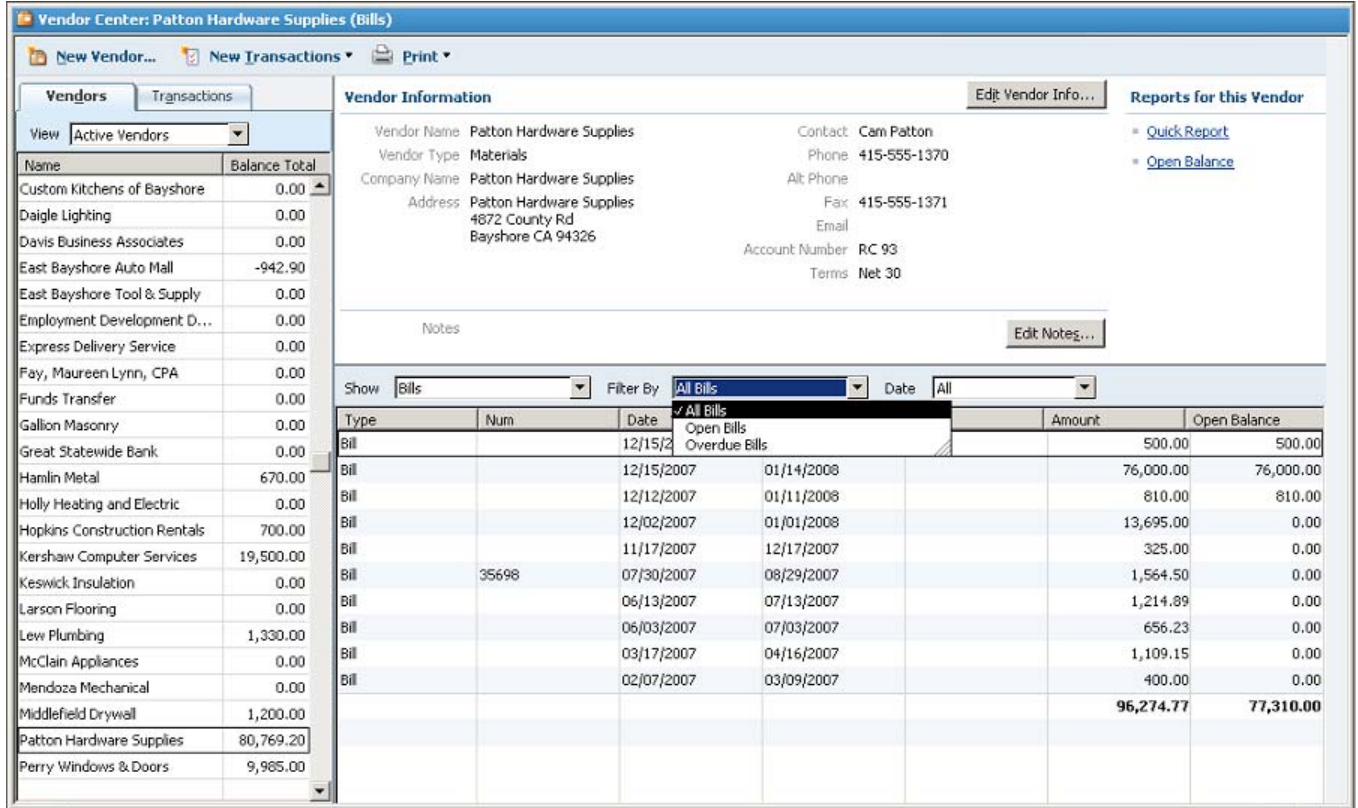 Vendor Center: Patton Hardware Supplies (Bills)
New Vendor... New Transactions Print
Vendors Transactions
View Active Vendors
Name Balance Total
Custom Kitchens of Bayshore 0.00
Daigle Lighting 0.00
Davis Business Associates 0.00
East Bayshore Auto Mall -942.90
East Bayshore Tool & Supply 0.00
Employment Development D... 0.00
Express Delivery Service 0.00
Fay, Maureen Lynn, CPA 0.00
Funds Transfer 0.00
Gallion Masonry 0.00
Great Statewide Bank 0.00
Hamlin Metal 670.00
Holly Heating and Electric 0.00
Hopkins Construction Rentals 700.00
Kershaw Computer Services 19,500.00
Keswick Insulation 0.00
Larson Flooring 0.00
Lew Plumbing 1,330.00
McClain Appliances 0.00
Mendoza Mechanical 0.00
Middlefield Drywall 1,200.00
Patton Hardware Supplies 80,769.20
Perry Windows & Doors 9,985.00
Vendor Information Edit Vendor Info...
Vendor Name Patton Hardware Supplies
Vendor Type Materials
Company Name Patton Hardware Supplies
Address Patton Hardware Supplies
4872 County Rd
Bayshore CA 94326
Contact Cam Patton
Phone 415-555-1370
Alt Phone
Fax 415-555-1371
Email
Account Number RC 93
Terms Net 30
Notes Edit Notes...
Reports for this Vendor
Quick Report
Open Balance
Show Bills Filter By All Bills Date All
All Bills
Open Bills
Overdue Bills
Type Num Date Amount Open Balance
Bill 12/15/2 500.00 500.00
Bill 12/15/2007 01/14/2008 76,000.00 76,000.00
Bill 12/12/2007 01/11/2008 810.00 810.00
Bill 12/02/2007 01/01/2008 13,695.00 0.00
Bill 11/17/2007 12/17/2007 325.00 0.00
Bill 35698 07/30/2007 08/29/2007 1,564.50 0.00
Bill 06/13/2007 07/13/2007 1,214.89 0.00
Bill 06/03/2007 07/03/2007 656.23 0.00
Bill 03/17/2007 04/16/2007 1,109.15 0.00
Bill 02/07/2007 03/09/2007 400.00 0.00
96,274.77 77,310.00